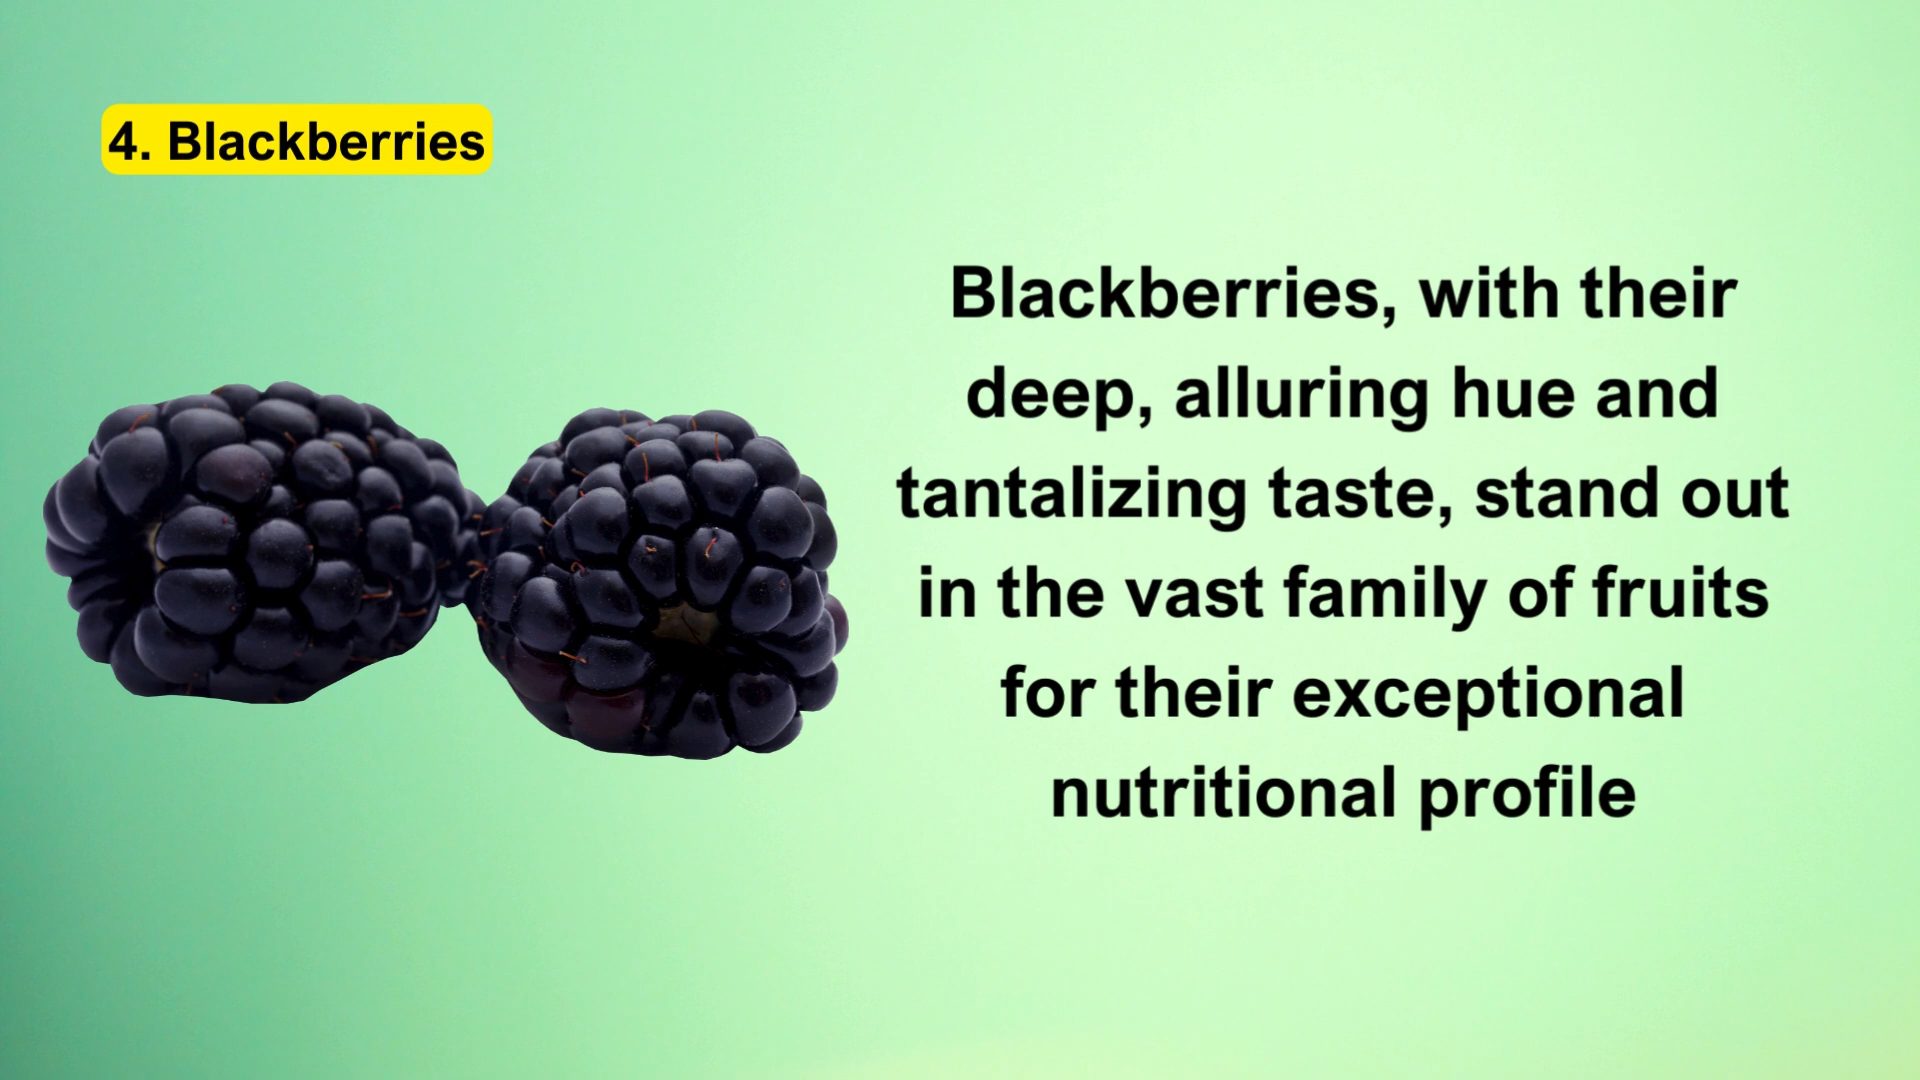 4. Blackberries
Blackberries, with their
deep, alluring hue and
tantalizing taste, stand out
in the vast family of fruits
for their exceptional
nutritional profile